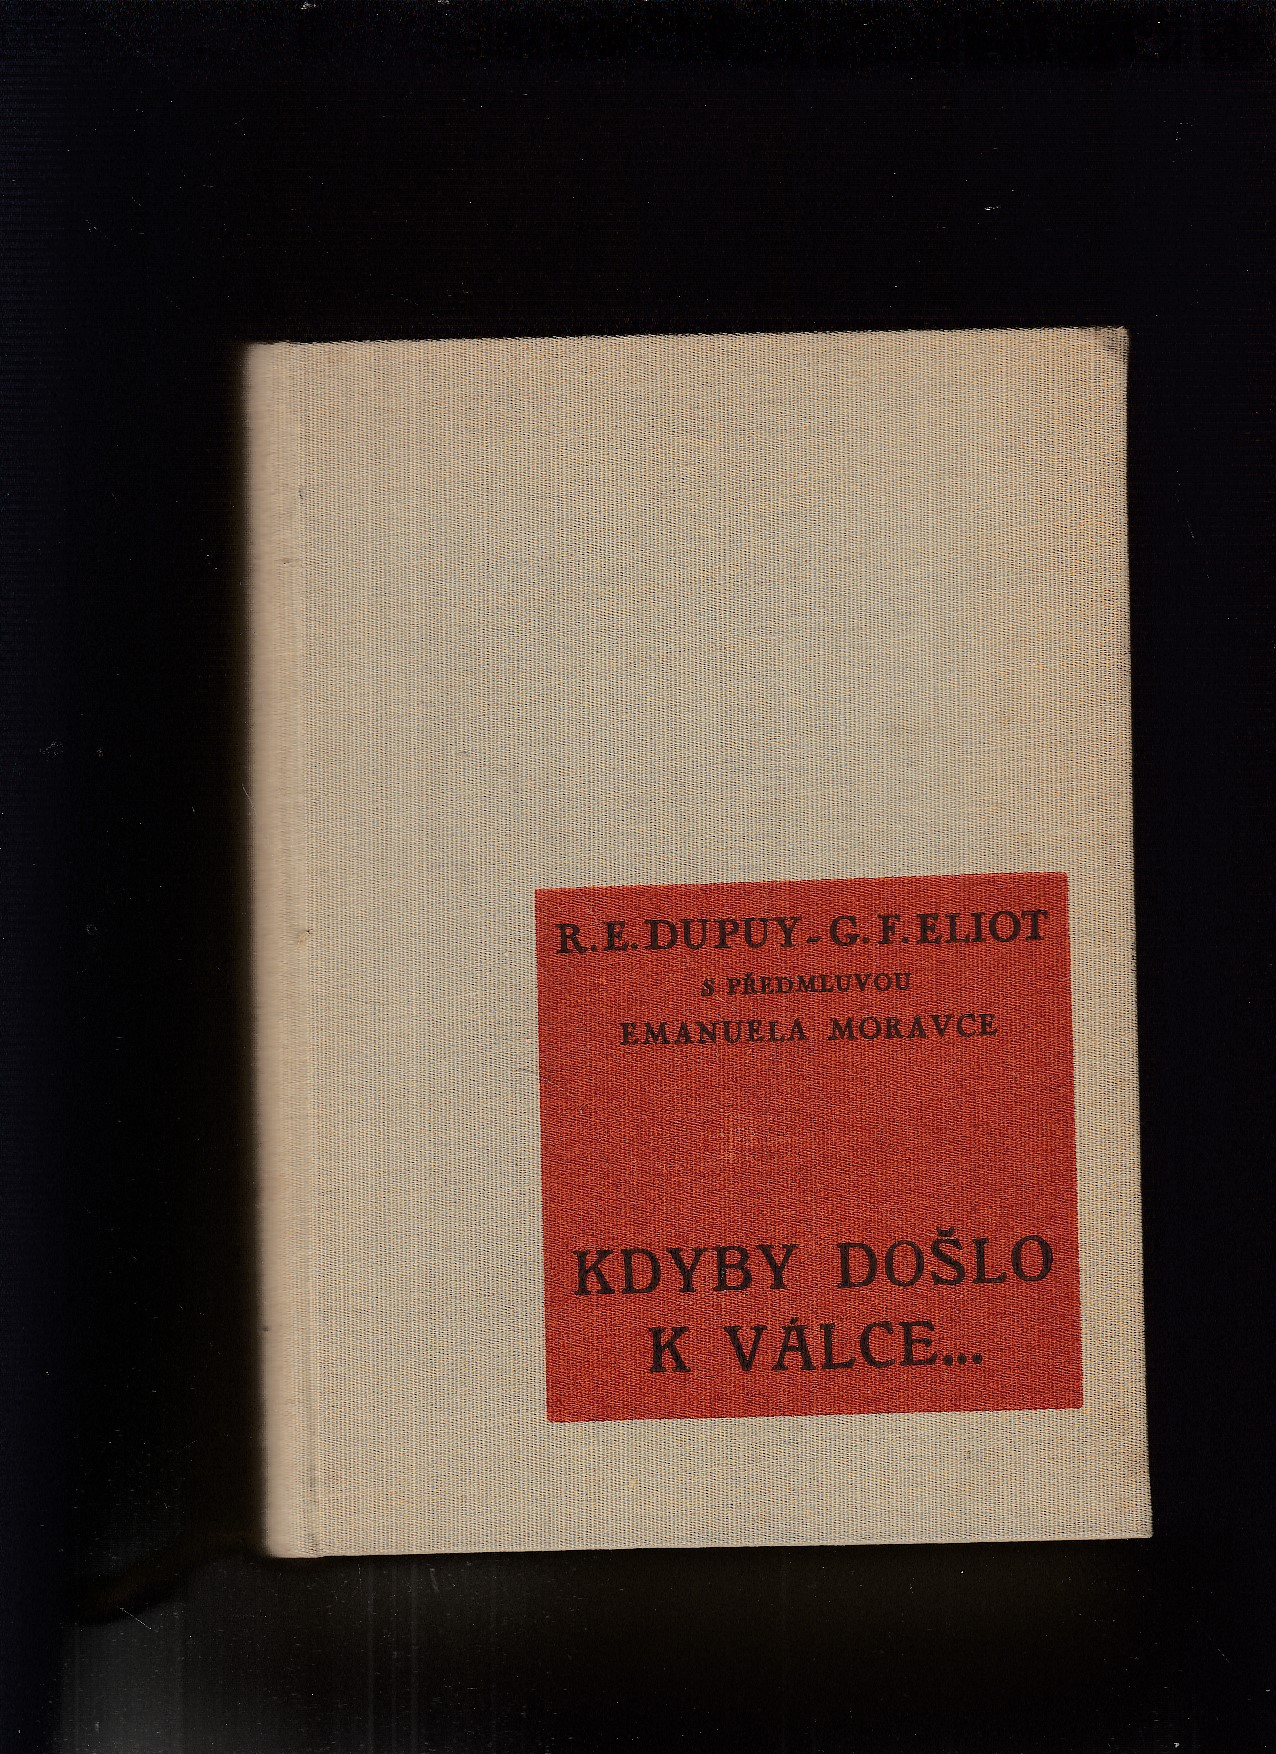 R. E. DUPUY - G. F. ELIOT
S PŘEDMLUVOU
EMANUELA MORAVCE
KDYBY DOŠLO
K VÁLCE...